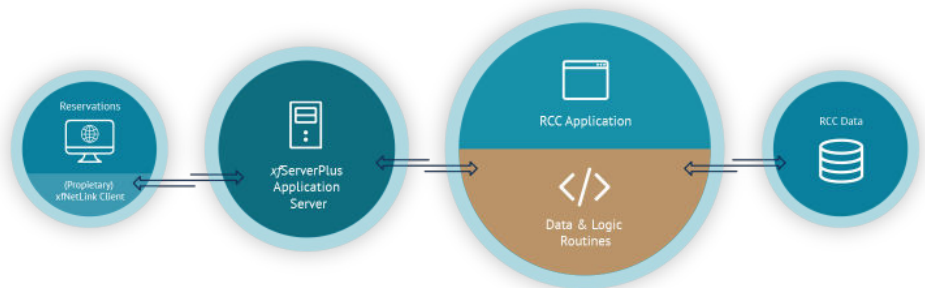 Reservations
(Propietary)
xfNetLink Client
xfServerPlus
Application
Server
RCC Application
Data & Logic
Routines
RCC Data